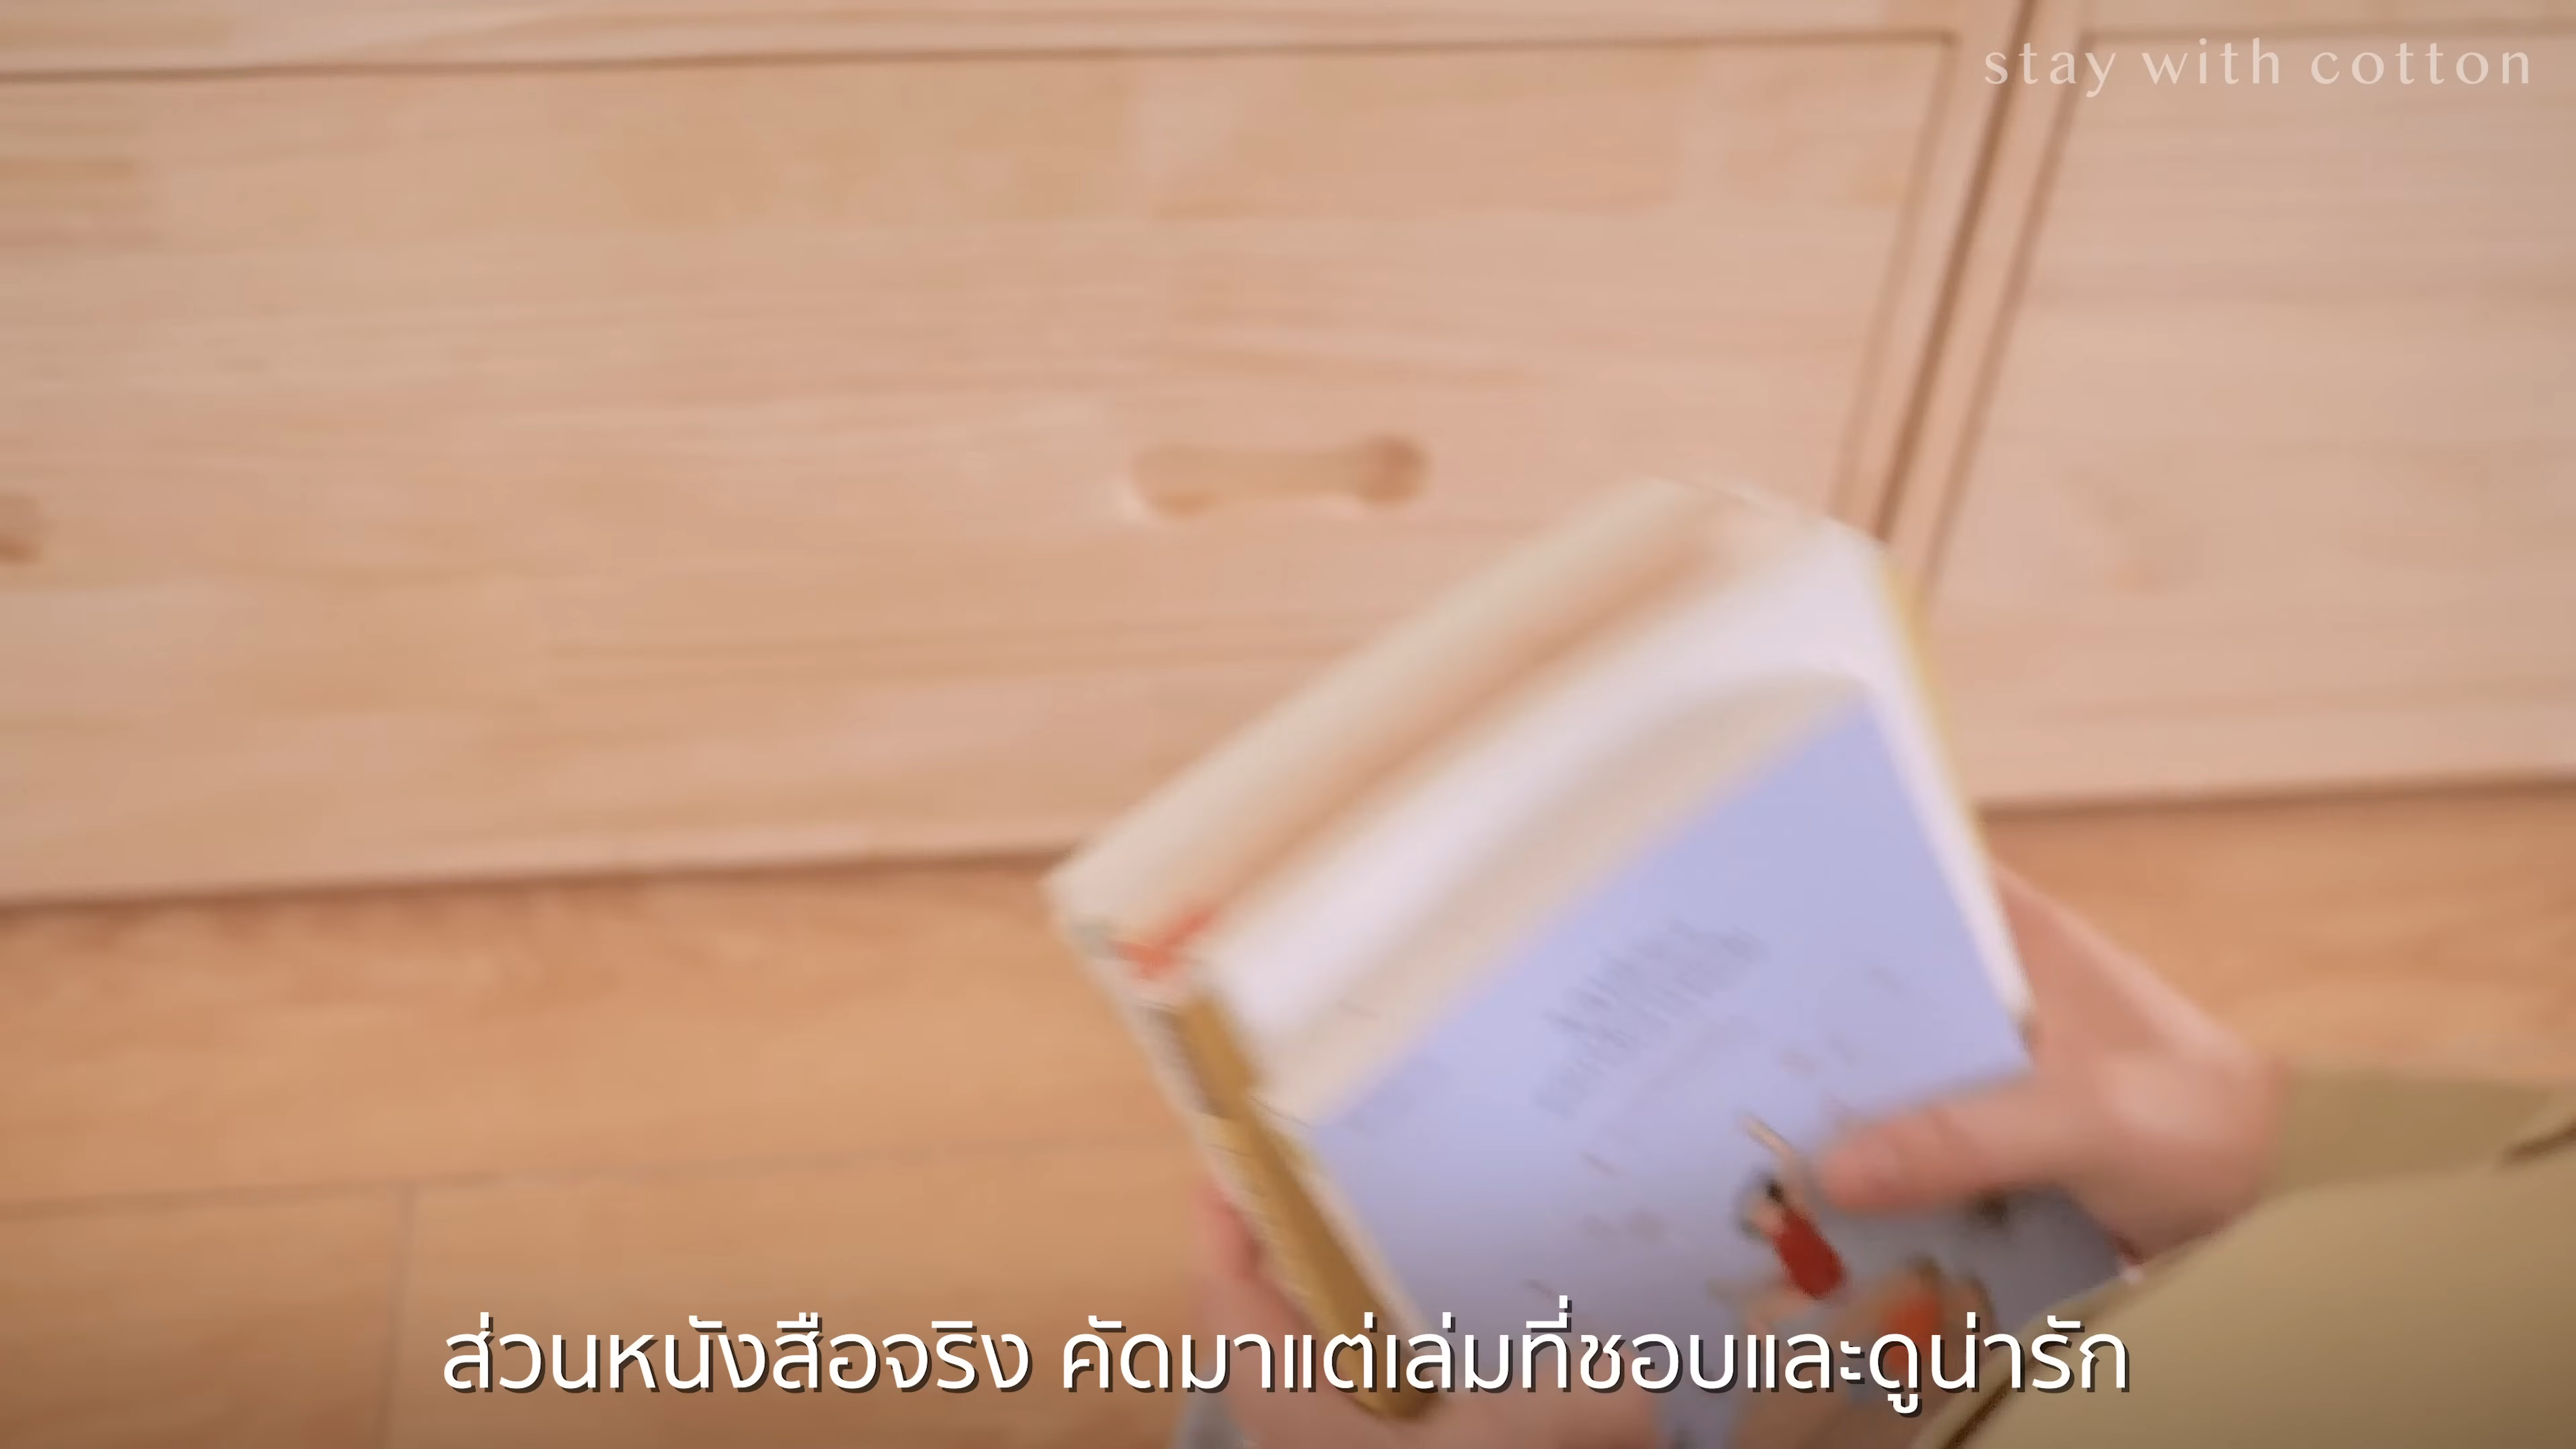 stay with cotton
ส่วนหนังสือจริง คัดมาแต่เล่มที่ชอบและดูน่ารัก